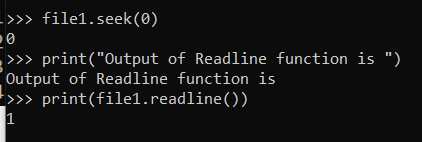 >>> file1.seek(0)
0
>>> print("Output of Readline function is ")
Output of Readline function is
>>> print(file1.readline())
1